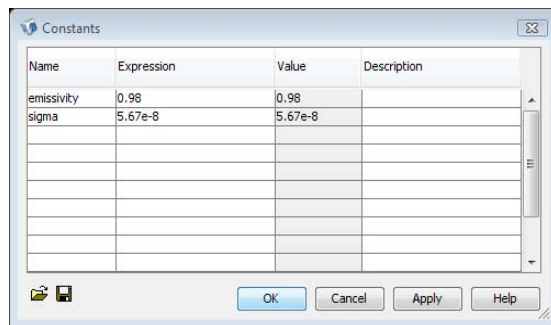 Constants
Name Expression Value Description
emissivity 0.98 0.98
sigma 5.67e-8 5.67e-8
OK Cancel Apply Help